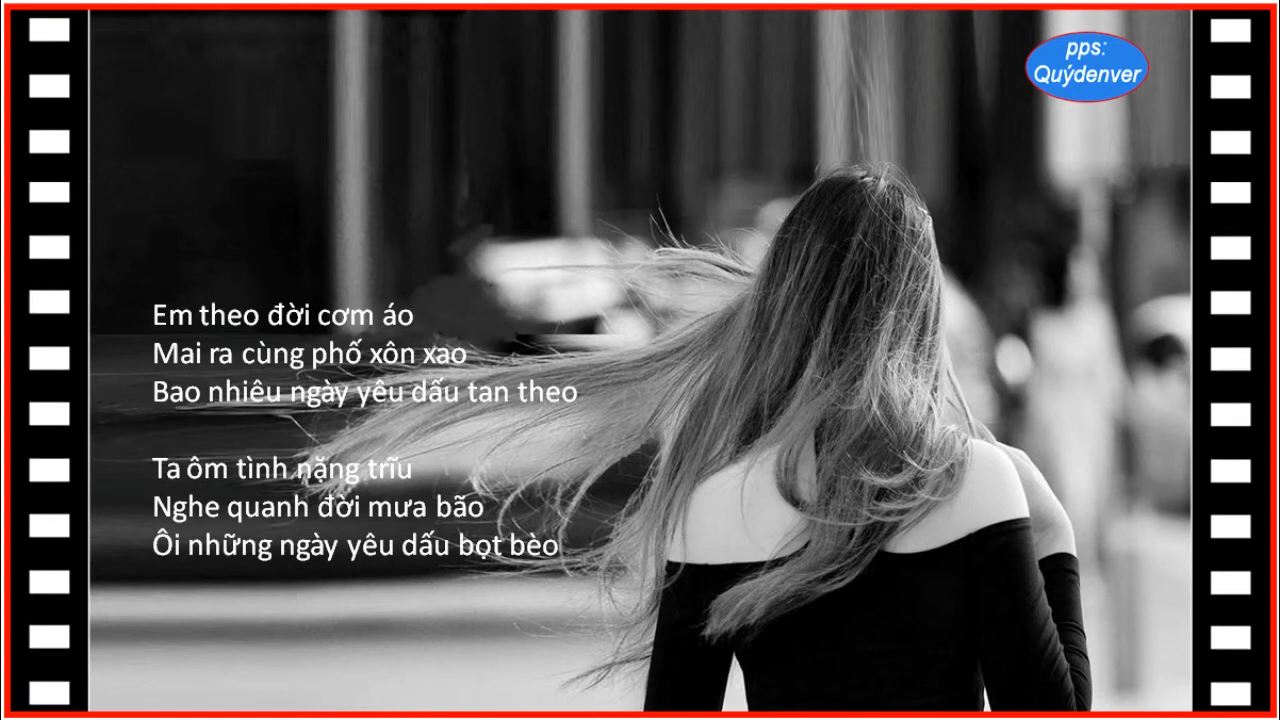 pps:
Quýdenver
Em theo đời cơm áo
Mai ra cùng phố xôn xao
Bao nhiêu ngày yêu dấu tan theo
Ta ôm tình nặng trĩu
Nghe quanh đời mưa bão
Ôi những ngày yêu dấu bọt bèo